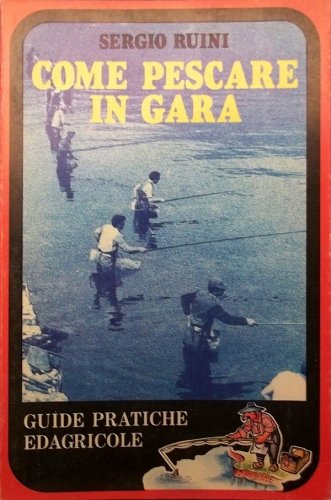 SERGIO RUINI
COME PESCARE
IN GARA
GUIDE PRATICHE
EDAGRICOLE